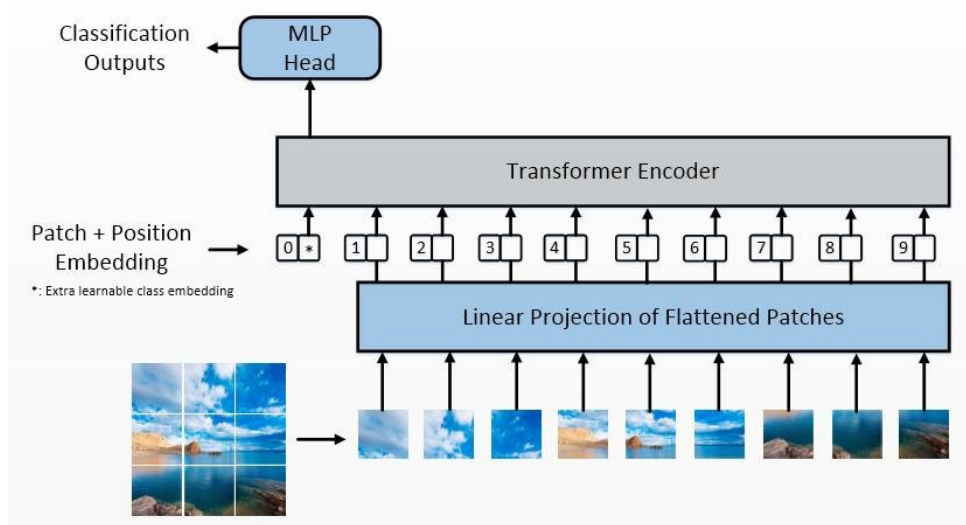 Classification
Outputs
MLP
Head
Transformer Encoder
Patch + Position
Embedding
*: Extra learnable class embedding
0 * 1 2 3 4 5 6 7 8 9
Linear Projection of Flattened Patches